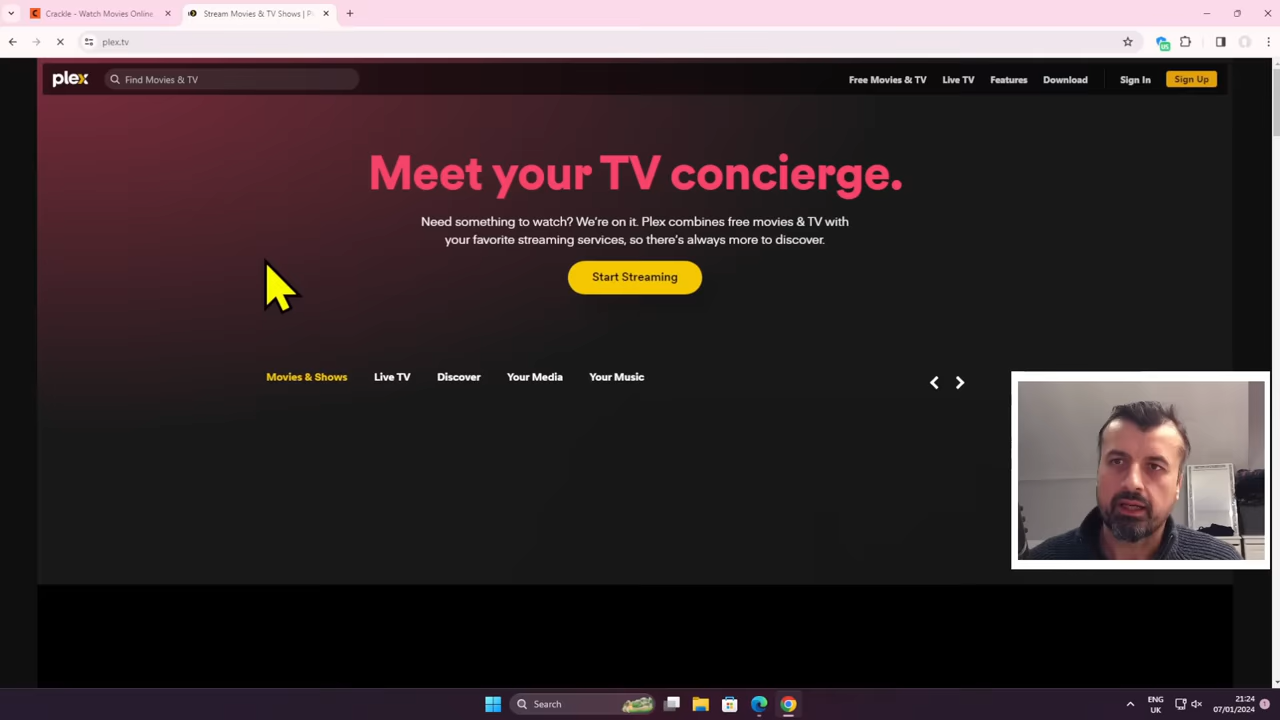 Crackle - Watch Movies Online
Stream Movies & TV Shows | P
plex.tv
US
plex
Find Movies & TV
Free Movies & TV
Live TV
Features
Download
Sign In
Sign Up
Meet your TV concierge.
Need something to watch? We're on it. Plex combines free movies & TV with
your favorite streaming services, so there's always more to discover.
Start Streaming
Movies & Shows
Live TV
Discover
Your Media
Your Music
Search
ENG
UK
21:24
07/01/2024